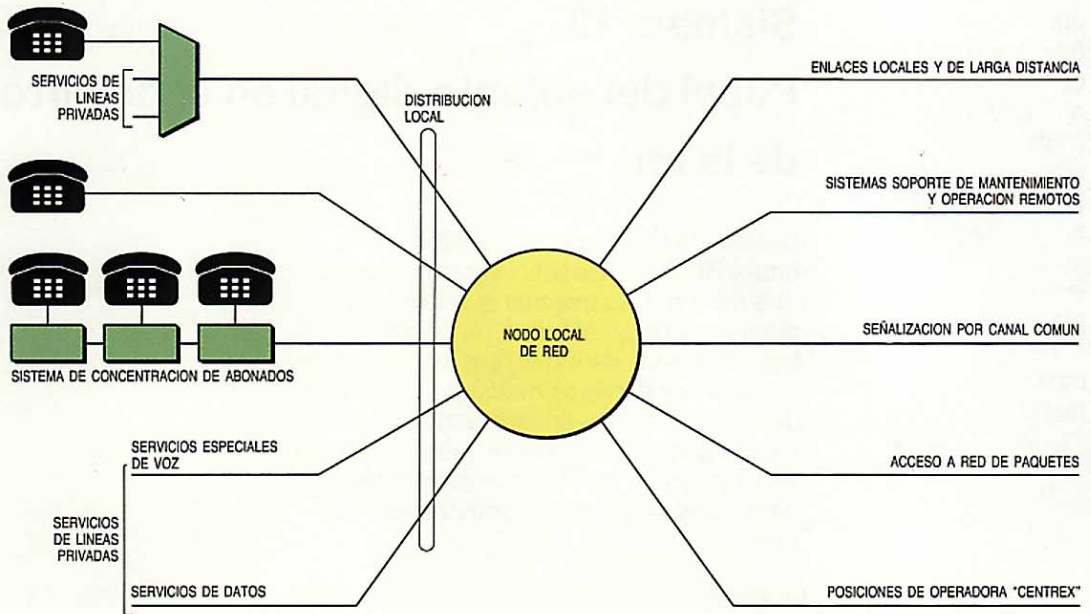 SERVICIOS DE
LINEAS
PRIVADAS
DISTRIBUCION
LOCAL
SISTEMA DE CONCENTRACION DE ABONADOS
SERVICIOS ESPECIALES
DE VOZ
SERVICIOS
DE LINEAS
PRIVADAS
SERVICIOS DE DATOS
NODO LOCAL
DE RED
ENLACES LOCALES Y DE LARGA DISTANCIA
SISTEMAS SOPORTE DE MANTENIMIENTO
Y OPERACION REMOTOS
SEÑALIZACION POR CANAL COMUN
ACCESO A RED DE PAQUETES
POSICIONES DE OPERADORA "CENTREX"